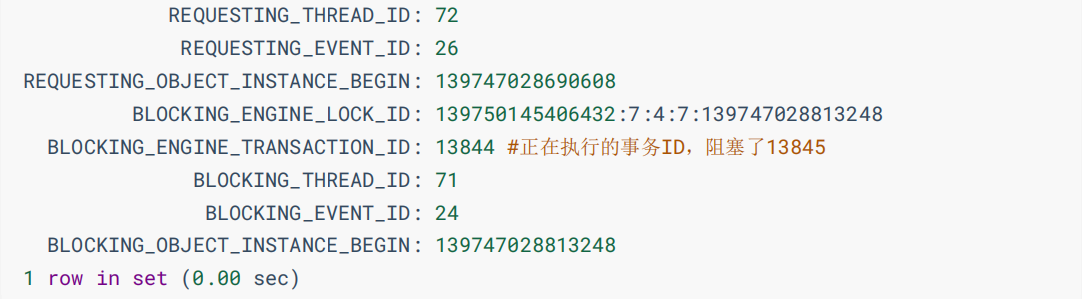 REQUESTING_THREAD_ID: 72
REQUESTING_EVENT_ID: 26
REQUESTING_OBJECT_INSTANCE_BEGIN: 139747028690608
BLOCKING_ENGINE_LOCK_ID: 139750145406432:7:4:7:139747028813248
BLOCKING_ENGINE_TRANSACTION_ID: 13844 #正在执行的事务ID，阻塞了13845
BLOCKING_THREAD_ID: 71
BLOCKING_EVENT_ID: 24
BLOCKING_OBJECT_INSTANCE_BEGIN: 139747028813248
1 row in set (0.00 sec)